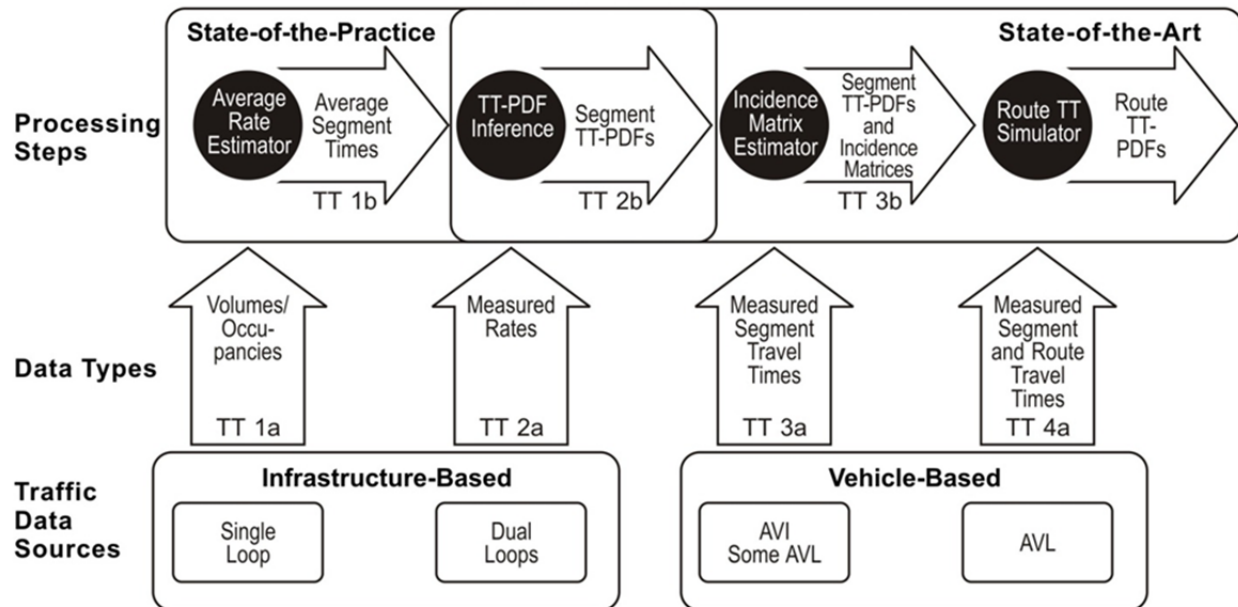 State-of-the-Practice
State-of-the-Art
Processing
Steps
Average
Rate
Estimator
Average
Segment
Times
TT 1b
TT-PDF
Inference
Segment
TT-PDFs
TT 2b
Incidence
Matrix
Estimator
Segment
TT-PDFs
and
Incidence
Matrices
TT 3b
Route TT
Simulator
Route
TT-
PDFs
Data Types
Volumes/
Occu-
pancies
TT 1a
Measured
Rates
TT 2a
Measured
Segment
Travel
Times
TT 3a
Measured
Segment
and Route
Travel
Times
TT 4a
Traffic
Data
Sources
Infrastructure-Based
Single
Loop
Dual
Loops
Vehicle-Based
AVI
Some AVL
AVL